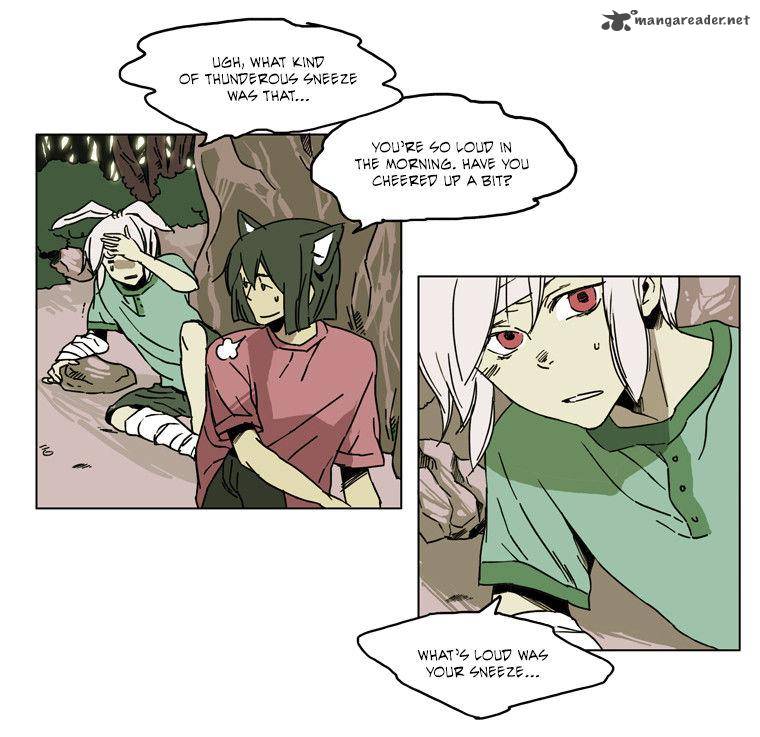 mangareader.net
UGH, WHAT KIND
OF THUNDEROUS SNEEZE
WAS THAT...
YOU'RE SO LOUD IN
THE MORNING. HAVE YOU
CHEERED UP A BIT?
WHAT'S LOUD WAS
YOUR SNEEZE...